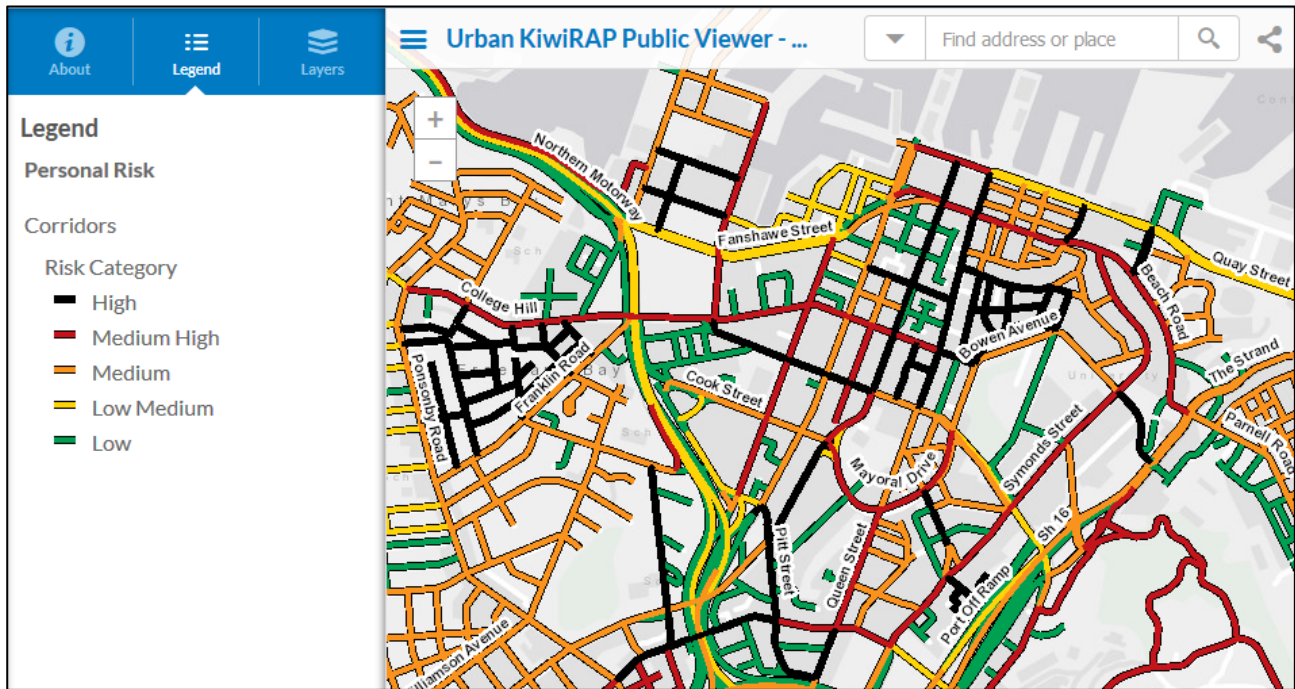 About
Legend
Layers
Urban KiwiRAP Public Viewer - ...
Find address or place
Legend
Personal Risk
Corridors
Risk Category
High
Medium High
Medium
Low Medium
Low
+
−
Northern Motorway
Fanshawe Street
Quay Street
College Hill
Beach Road
Bowen Avenue
The Strand
Ponsonby Road
Franklin Road
Cook Street
University
Parnell Road
Symonds Street
Mayoral Drive
Sch
Sch
Sh 16
Pitt Street
Queen Street
Port Off Ramp